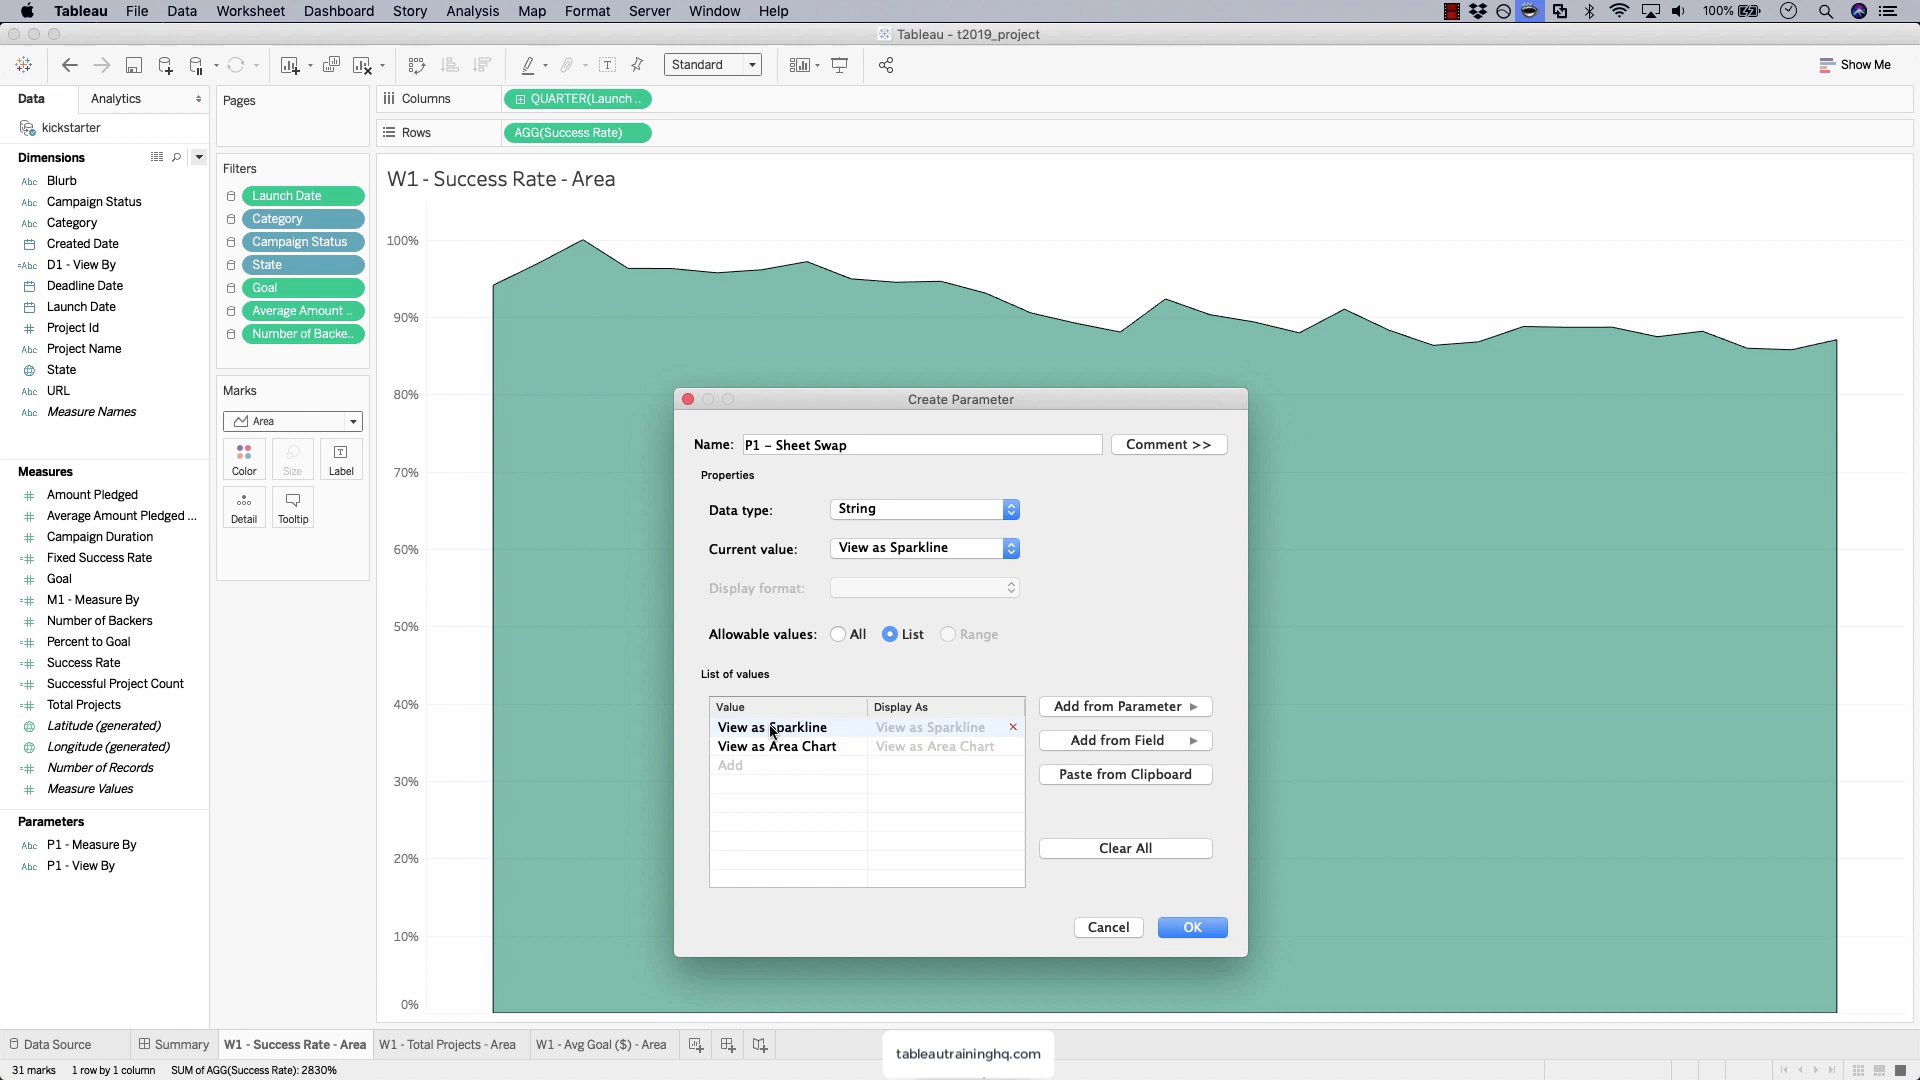 Tableau File Data Worksheet Dashboard Story Analysis Map Format Server Window Help 100%
Tableau - t2019_project
Standard Show Me
Data Analytics
kickstarter
Dimensions
Abc Blurb
Abc Campaign Status
Abc Category
Created Date
=Abc D1 - View By
Deadline Date
Launch Date
# Project Id
Abc Project Name
State
Abc URL
Abc Measure Names
Measures
# Amount Pledged
# Average Amount Pledged ...
# Campaign Duration
=# Fixed Success Rate
# Goal
=# M1 - Measure By
# Number of Backers
=# Percent to Goal
=# Success Rate
=# Successful Project Count
=# Total Projects
Latitude (generated)
Longitude (generated)
=# Number of Records
# Measure Values
Parameters
Abc P1 - Measure By
Abc P1 - View By
Pages
Filters
Launch Date
Category
Campaign Status
State
Goal
Average Amount ..
Number of Backe..
Marks
Area
Color Size Label
Detail Tooltip
Columns QUARTER(Launch ..
Rows AGG(Success Rate)
W1 - Success Rate - Area
100%
90%
80%
70%
60%
50%
40%
30%
20%
10%
0%
Create Parameter
Name: P1 – Sheet Swap Comment >>
Properties
Data type: String
Current value: View as Sparkline
Display format:
Allowable values: All List Range
List of values
Value Display As
View as Sparkline View as Sparkline
View as Area Chart View as Area Chart
Add
Add from Parameter
Add from Field
Paste from Clipboard
Clear All
Cancel OK
Data Source Summary W1 - Success Rate - Area W1 - Total Projects - Area W1 - Avg Goal ($) - Area
tableautraininghq.com
31 marks 1 row by 1 column SUM of AGG(Success Rate): 2830%